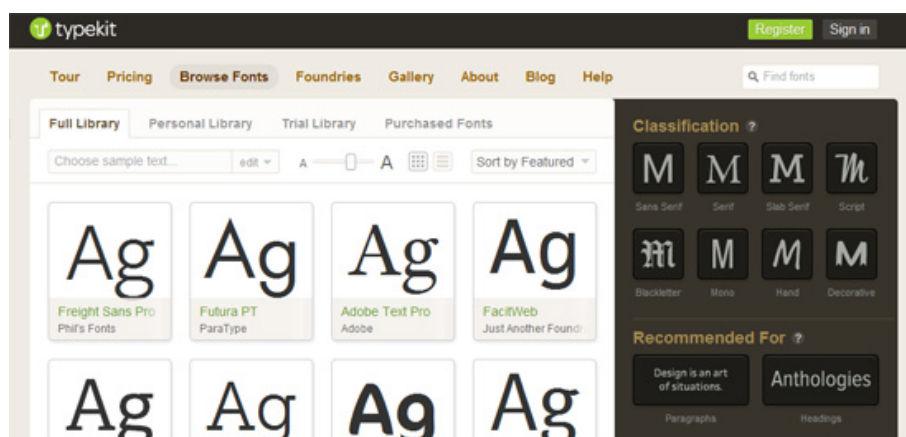 typekit
Register Sign in
Tour Pricing Browse Fonts Foundries Gallery About Blog Help
Find fonts
Full Library Personal Library Trial Library Purchased Fonts
Choose sample text... edit A A Sort by Featured
Classification ?
M M M M
Sans Serif Serif Slab Serif Script
M M M M
Blackletter Mono Hand Decorative
Ag Ag Ag Ag
Freight Sans Pro Futura PT Adobe Text Pro FacitWeb
Phil's Fonts ParaType Adobe Just Another Foundr
Recommended For ?
Design is an art
of situations.
Anthologies
Paragraphs Headings
Ag Ag Ag Ag